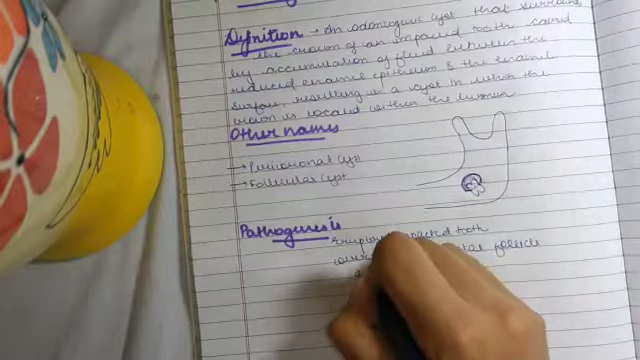 Definition → An odontogenic cyst that surrounds
the crown of an impacted tooth caused
by accumulation of fluid between the
reduced enamel epithelium & the enamel
surface, resulting in a cyst in which the
crown is located within the lumen
Other names
→ Pericoronal Cyst
→ Follicular Cyst
Pathogenesis
impacted tooth
follicle